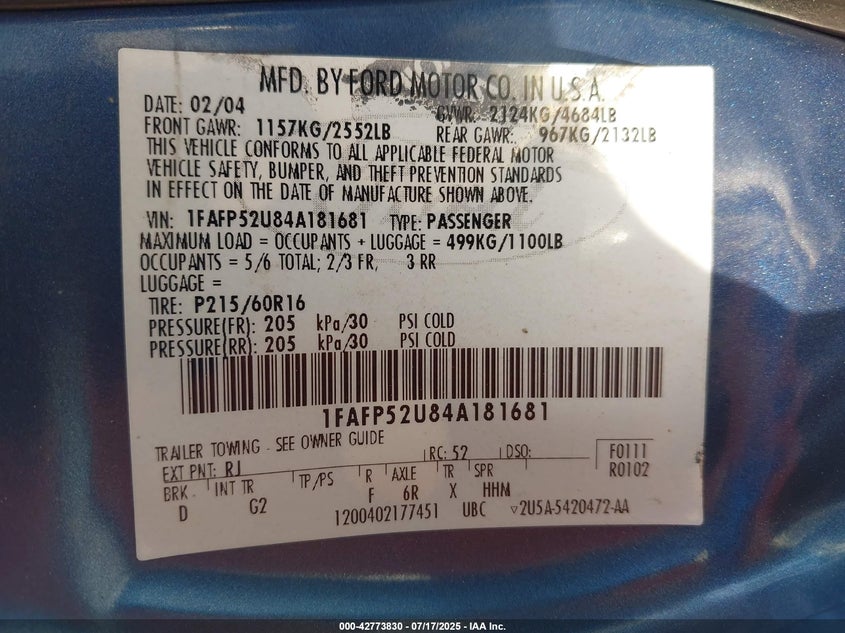 MFD. BY FORD MOTOR CO. IN U.S.A.
DATE: 02/04 GVWR: 2124KG/4684LB
FRONT GAWR: 1157KG/2552LB REAR GAWR: 967KG/2132LB
THIS VEHICLE CONFORMS TO ALL APPLICABLE FEDERAL MOTOR
VEHICLE SAFETY, BUMPER, AND THEFT PREVENTION STANDARDS
IN EFFECT ON THE DATE OF MANUFACTURE SHOWN ABOVE.
VIN: 1FAFP52U84A181681 TYPE: PASSENGER
MAXIMUM LOAD = OCCUPANTS + LUGGAGE = 499KG/1100LB
OCCUPANTS = 5/6 TOTAL; 2/3 FR, 3 RR
LUGGAGE =
TIRE: P215/60R16
PRESSURE(FR): 205 kPa/30 PSI COLD
PRESSURE(RR): 205 kPa/30 PSI COLD
1FAFP52U84A181681
TRAILER TOWING - SEE OWNER GUIDE
EXT PNT: RJ RC: 52 DSO: F0111
R0102
BRK INT TR TP/PS R AXLE TR SPR
D G2 F 6R X HHM
1200402177451 UBC 2U5A-5420472-AA
000-42773830 - 07/17/2025 - IAA Inc.